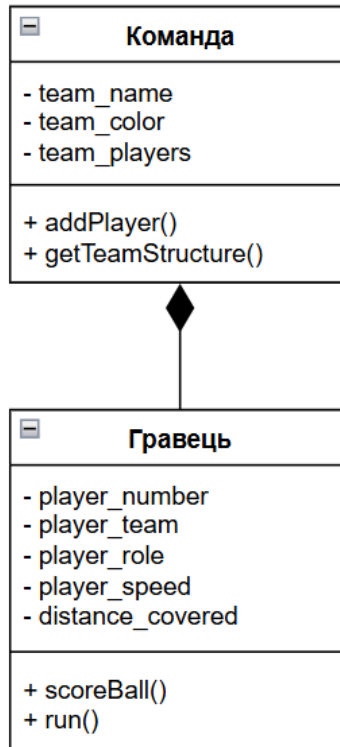 Команда
- team_name
- team_color
- team_players
+ addPlayer()
+ getTeamStructure()
Гравець
- player_number
- player_team
- player_role
- player_speed
- distance_covered
+ scoreBall()
+ run()